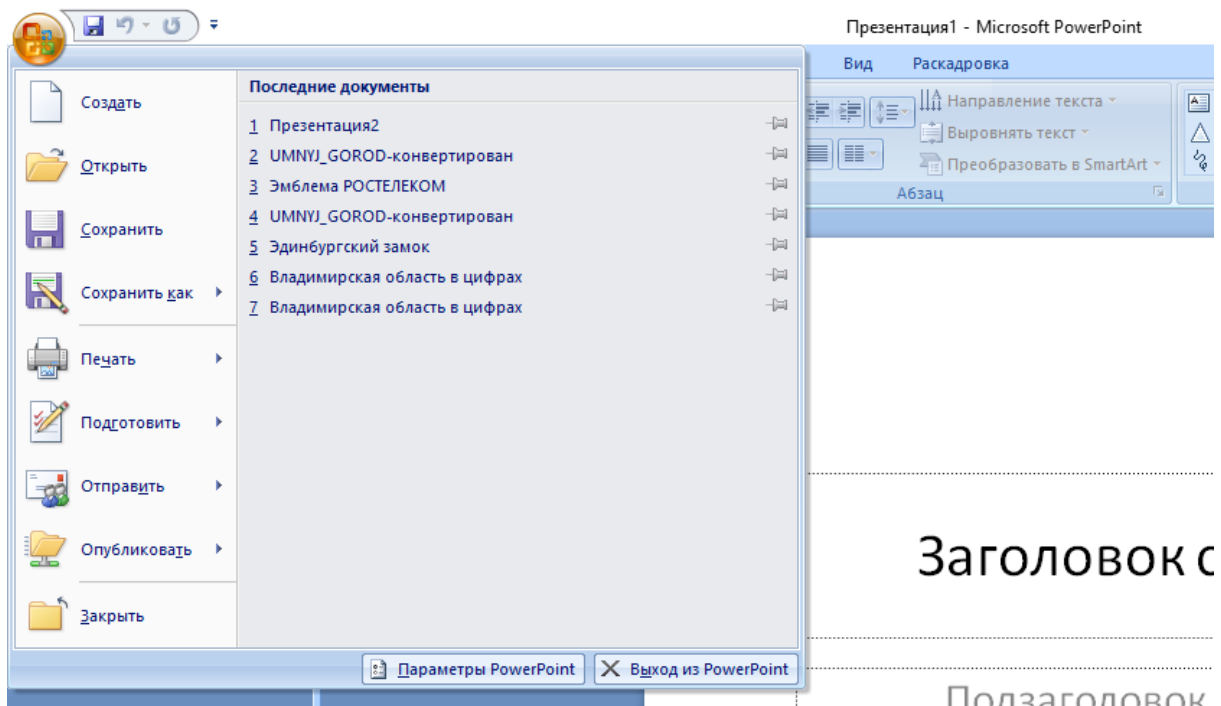 Презентация1 - Microsoft PowerPoint
Вид Раскадровка
Направление текста
Выровнять текст
Преобразовать в SmartArt
Абзац
Создать
Открыть
Сохранить
Сохранить как
Печать
Подготовить
Отправить
Опубликовать
Закрыть
Последние документы
1 Презентация2
2 UMNYJ_GOROD-конвертирован
3 Эмблема РОСТЕЛЕКОМ
4 UMNYJ_GOROD-конвертирован
5 Эдинбургский замок
6 Владимирская область в цифрах
7 Владимирская область в цифрах
Параметры PowerPoint
Выход из PowerPoint
Заголовок с
Подзаголовок